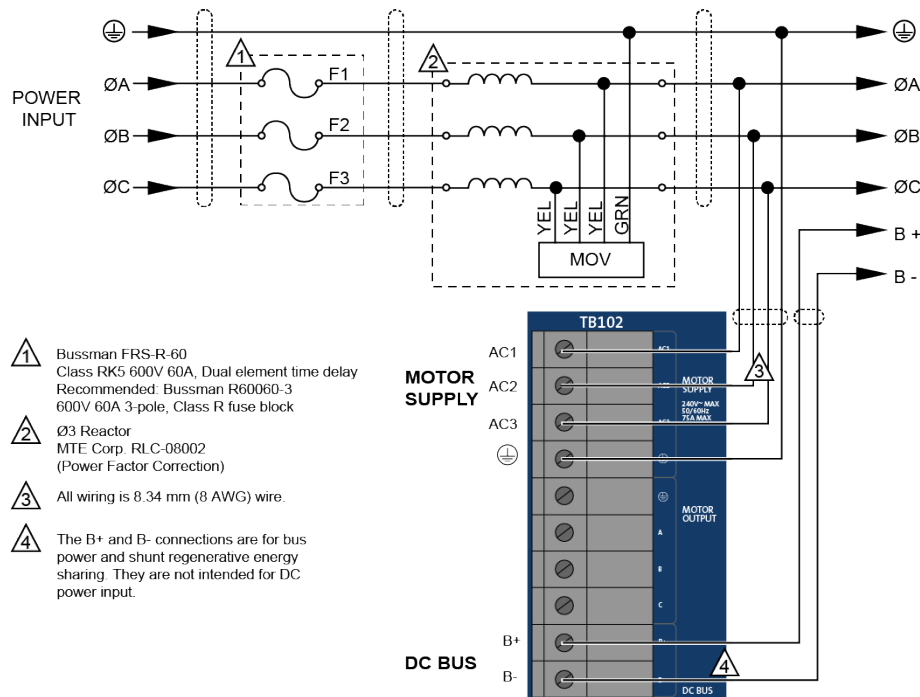 POWER
INPUT
ØA
ØB
ØC
1
F1
F2
F3
2
YEL
YEL
YEL
GRN
MOV
ØA
ØB
ØC
B +
B -
1
Bussman FRS-R-60
Class RK5 600V 60A, Dual element time delay
Recommended: Bussman R60060-3
600V 60A 3-pole, Class R fuse block
2
Ø3 Reactor
MTE Corp. RLC-08002
(Power Factor Correction)
3
All wiring is 8.34 mm (8 AWG) wire.
4
The B+ and B- connections are for bus
power and shunt regenerative energy
sharing. They are not intended for DC
power input.
TB102
MOTOR
SUPPLY
AC1
AC2
AC3
MOTOR
SUPPLY
240V~ MAX
50/60Hz
75A MAX
3
MOTOR
OUTPUT
A
B
C
DC BUS
B+
B-
4
DC BUS